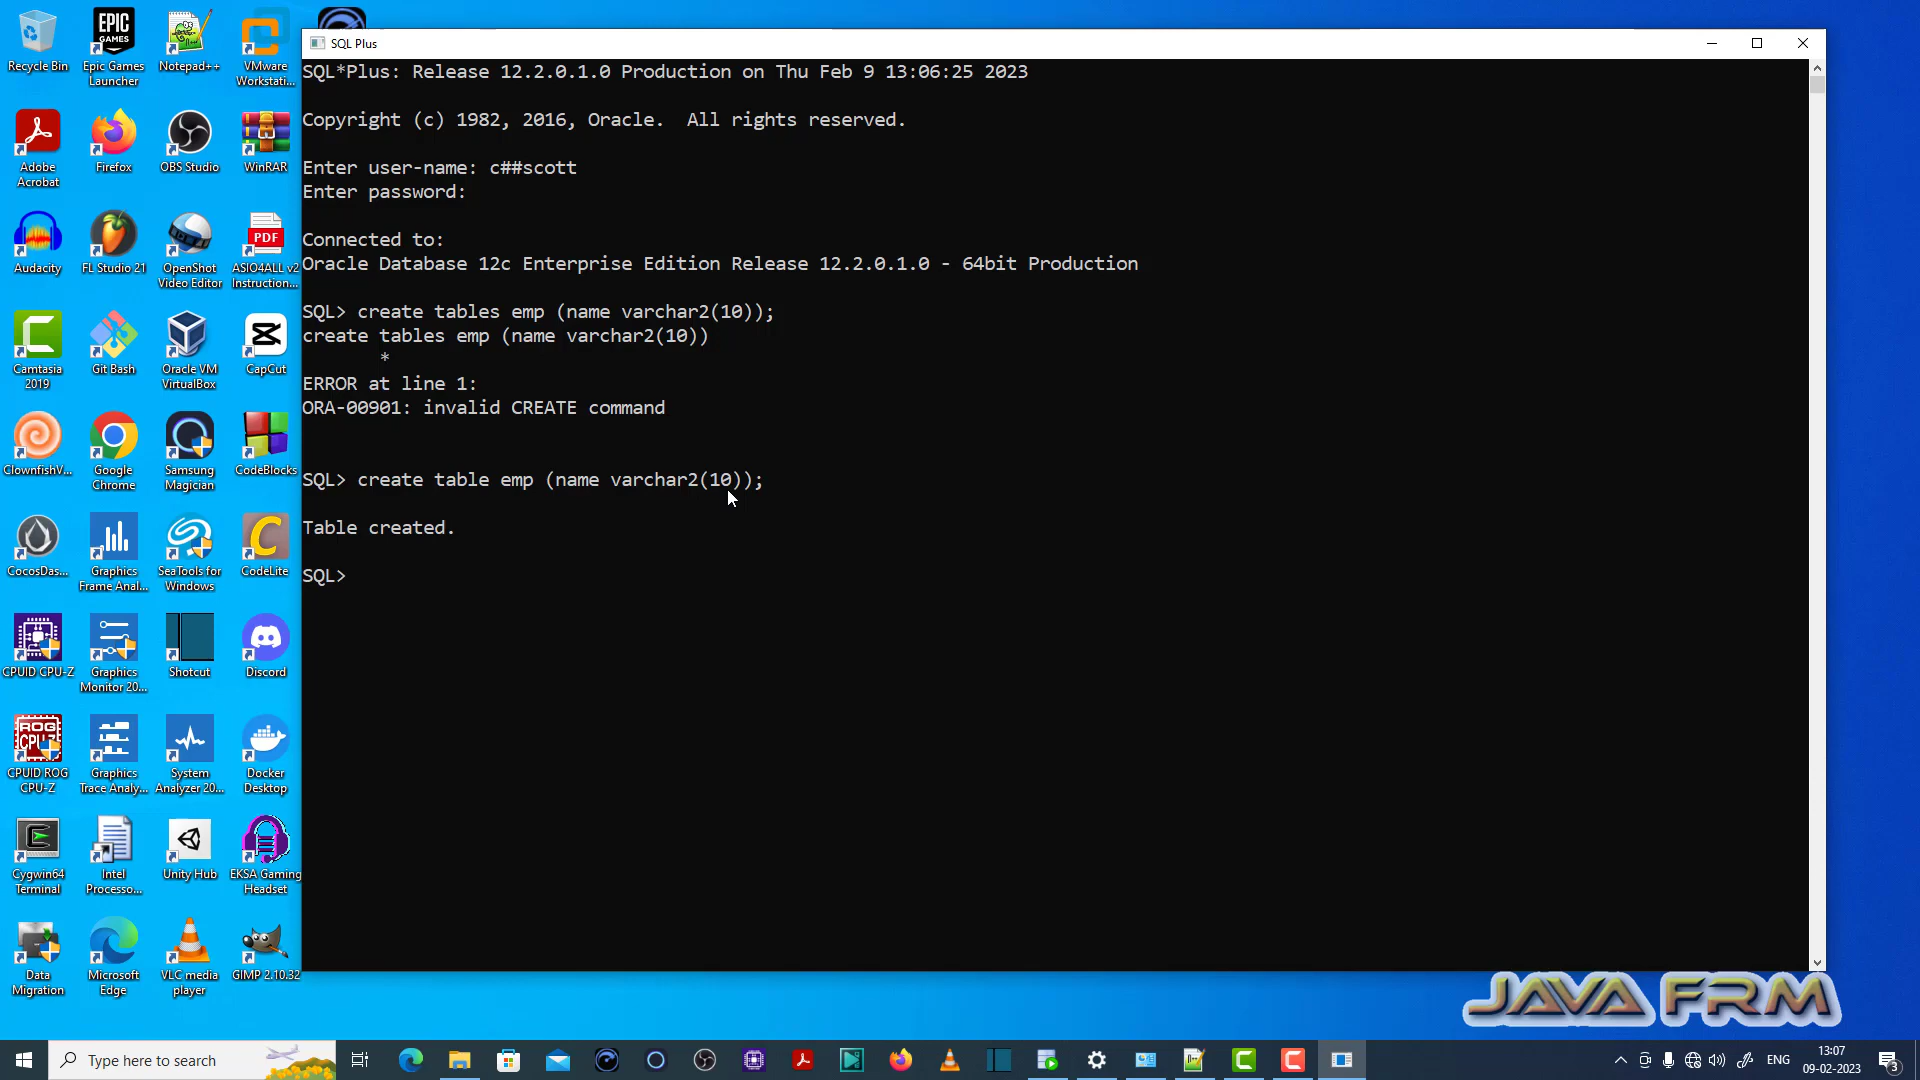 SQL Plus
SQL*Plus: Release 12.2.0.1.0 Production on Thu Feb 9 13:06:25 2023
Copyright (c) 1982, 2016, Oracle.  All rights reserved.
Enter user-name: c##scott
Enter password:
Connected to:
Oracle Database 12c Enterprise Edition Release 12.2.0.1.0 - 64bit Production
SQL> create tables emp (name varchar2(10));
create tables emp (name varchar2(10))
       *
ERROR at line 1:
ORA-00901: invalid CREATE command
SQL> create table emp (name varchar2(10));
Table created.
SQL>
Recycle Bin
Epic Games
Launcher
Notepad++
VMware
Workstati...
Adobe
Acrobat
Firefox
OBS Studio
WinRAR
Audacity
FL Studio 21
OpenShot
Video Editor
ASIO4ALL v2
Instruction...
Camtasia
2019
Git Bash
Oracle VM
VirtualBox
CapCut
ClownfishV...
Google
Chrome
Samsung
Magician
CodeBlocks
CocosDas...
Graphics
Frame Anal...
SeaTools for
Windows
CodeLite
CPUID CPU-Z
Graphics
Monitor 20...
Shotcut
Discord
CPUID ROG
CPU-Z
Graphics
Trace Analy...
System
Analyzer 20...
Docker
Desktop
Cygwin64
Terminal
Intel
Processo...
Unity Hub
EKSA Gaming
Headset
Data
Migration
Microsoft
Edge
VLC media
player
GIMP 2.10.32
EPIC
GAMES
PDF
ROG
CPU-Z
JAVA FRM
Type here to search
ENG
13:07
09-02-2023
3